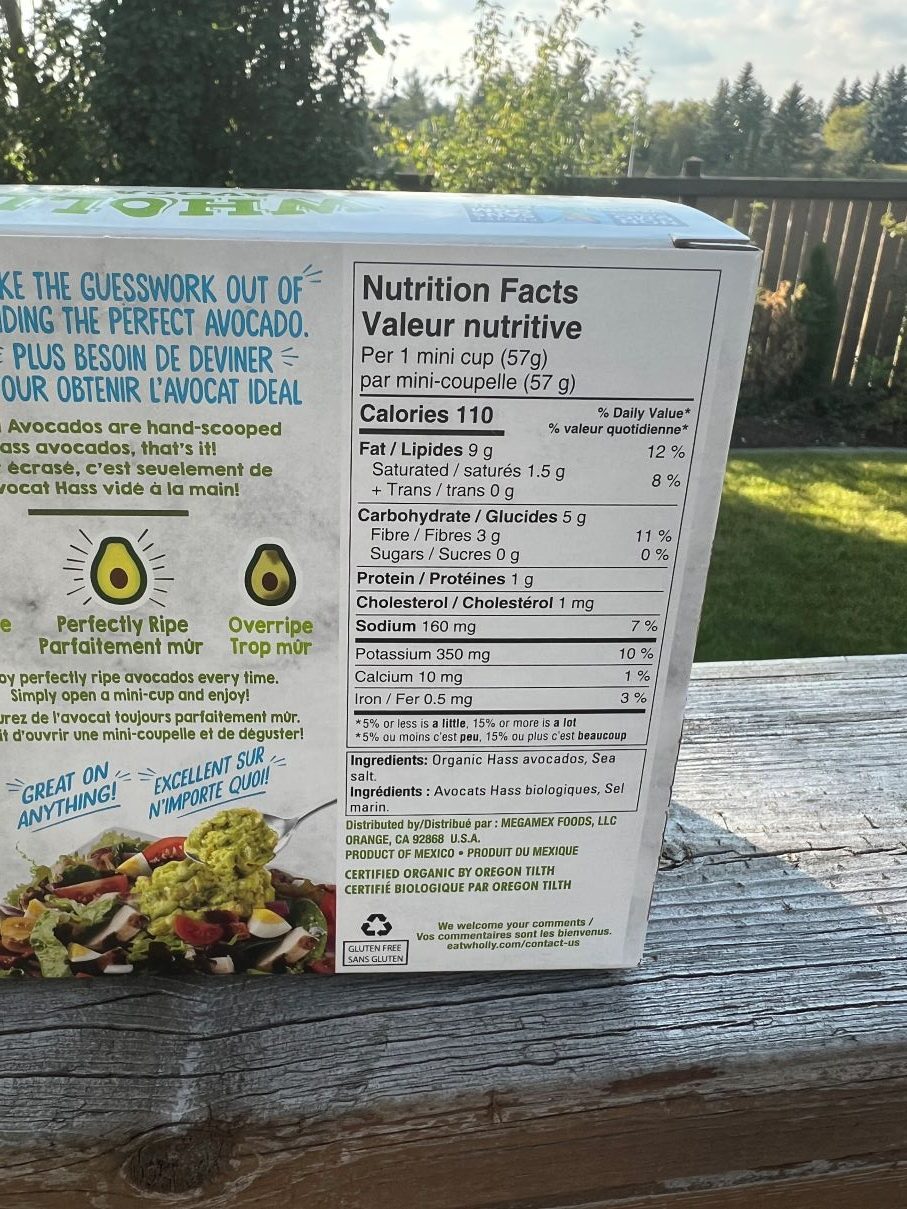 WHOLLY
KE THE GUESSWORK OUT OF
DING THE PERFECT AVOCADO.
PLUS BESOIN DE DEVINER
OUR OBTENIR L'AVOCAT IDEAL
Avocados are hand-scooped
ass avocados, that's it!
écrasé, c'est seuelement de
vocat Hass vidé à la main!
e
Perfectly Ripe
Parfaitement mûr
Overripe
Trop mûr
oy perfectly ripe avocados every time.
Simply open a mini-cup and enjoy!
urez de l'avocat toujours parfaitement mûr.
it d'ouvrir une mini-coupelle et de déguster!
GREAT ON
ANYTHING!
EXCELLENT SUR
N'IMPORTE QUOI!
Nutrition Facts
Valeur nutritive
Per 1 mini cup (57g)
par mini-coupelle (57 g)
Calories 110
% Daily Value*
% valeur quotidienne*
Fat / Lipides 9 g 12 %
Saturated / saturés 1.5 g
+ Trans / trans 0 g 8 %
Carbohydrate / Glucides 5 g
Fibre / Fibres 3 g 11 %
Sugars / Sucres 0 g 0 %
Protein / Protéines 1 g
Cholesterol / Cholestérol 1 mg
Sodium 160 mg 7 %
Potassium 350 mg 10 %
Calcium 10 mg 1 %
Iron / Fer 0.5 mg 3 %
*5% or less is a little, 15% or more is a lot
*5% ou moins c'est peu, 15% ou plus c'est beaucoup
Ingredients: Organic Hass avocados, Sea
salt.
Ingrédients : Avocats Hass biologiques, Sel
marin.
Distributed by/Distribué par : MEGAMEX FOODS, LLC
ORANGE, CA 92868 U.S.A.
PRODUCT OF MEXICO • PRODUIT DU MEXIQUE
CERTIFIED ORGANIC BY OREGON TILTH
CERTIFIÉ BIOLOGIQUE PAR OREGON TILTH
GLUTEN FREE
SANS GLUTEN
We welcome your comments /
Vos commentaires sont les bienvenus.
eatwholly.com/contact-us